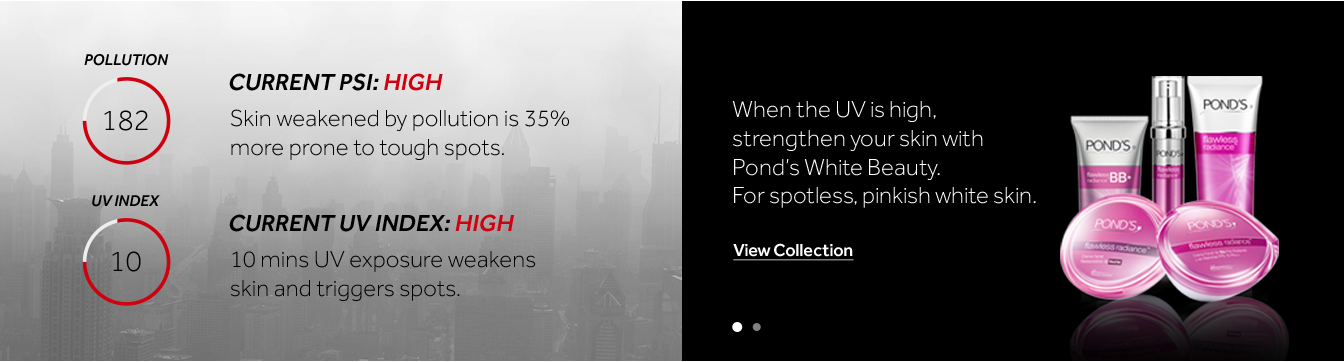 POLLUTION
182
CURRENT PSI: HIGH
Skin weakened by pollution is 35%
more prone to tough spots.
UV INDEX
10
CURRENT UV INDEX: HIGH
10 mins UV exposure weakens
skin and triggers spots.
When the UV is high,
strengthen your skin with
Pond's White Beauty.
For spotless, pinkish white skin.
View Collection
POND'S
flawless
radiance
BB+
POND'S
flawless
POND'S
flawless
radiance
POND'S
flawless radiance
POND'S
flawless radiance